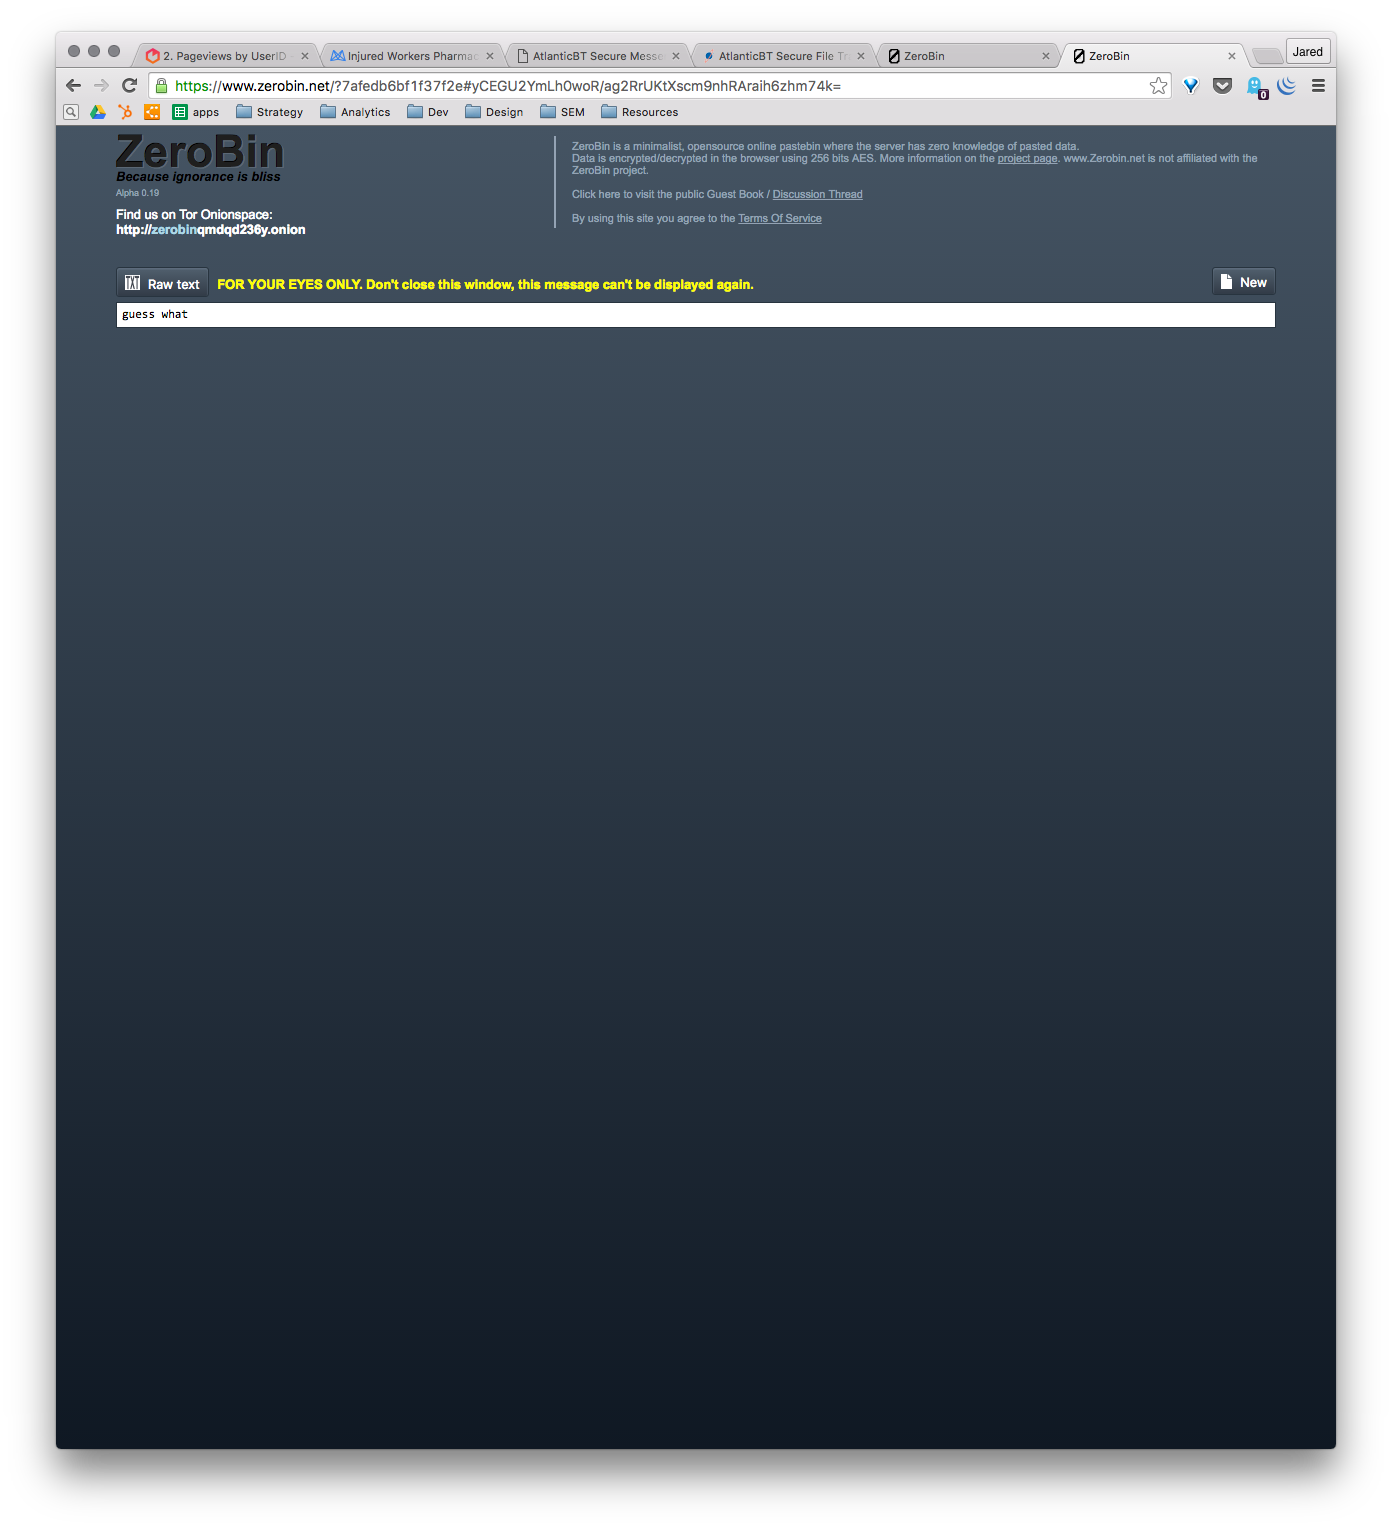 2. Pageviews by UserID
Injured Workers Pharmac
AtlanticBT Secure Messe
AtlanticBT Secure File Tr
ZeroBin
ZeroBin
Jared
https://www.zerobin.net/?7afedb6bf1f37f2e#yCEGU2YmLh0woR/ag2RrUKtXscm9nhRAraih6zhm74k=
0
apps
Strategy
Analytics
Dev
Design
SEM
Resources
ZeroBin
Because ignorance is bliss
Alpha 0.19
Find us on Tor Onionspace:
http://zerobinqmdqd236y.onion
ZeroBin is a minimalist, opensource online pastebin where the server has zero knowledge of pasted data.
Data is encrypted/decrypted in the browser using 256 bits AES. More information on the project page. www.Zerobin.net is not affiliated with the
ZeroBin project.
Click here to visit the public Guest Book / Discussion Thread
By using this site you agree to the Terms Of Service
Raw text
FOR YOUR EYES ONLY. Don't close this window, this message can't be displayed again.
New
guess what